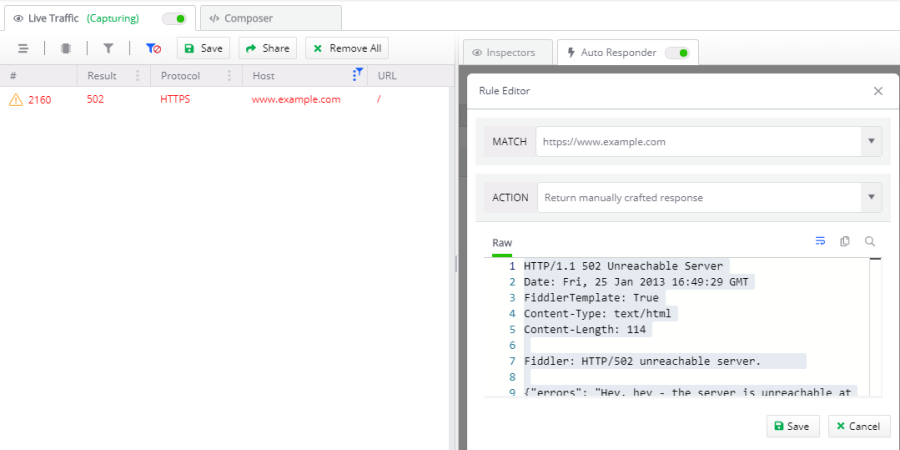 Live Traffic (Capturing)
</> Composer
Save
Share
Remove All
# Result Protocol Host URL
2160 502 HTTPS www.example.com /
Inspectors
Auto Responder
Rule Editor
MATCH https://www.example.com
ACTION Return manually crafted response
Raw
1 HTTP/1.1 502 Unreachable Server
2 Date: Fri, 25 Jan 2013 16:49:29 GMT
3 FiddlerTemplate: True
4 Content-Type: text/html
5 Content-Length: 114
6
7 Fiddler: HTTP/502 unreachable server.
8
9 {"errors": "Hey, hey - the server is unreachable at
Save
Cancel